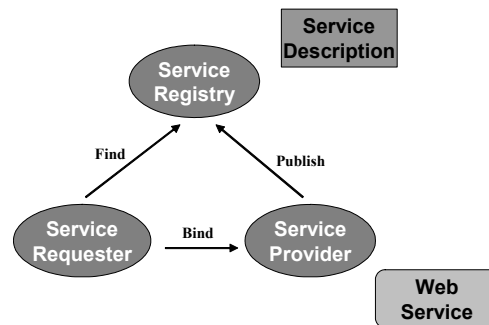 Service
Description
Service
Registry
Find
Publish
Service
Requester
Bind
Service
Provider
Web
Service